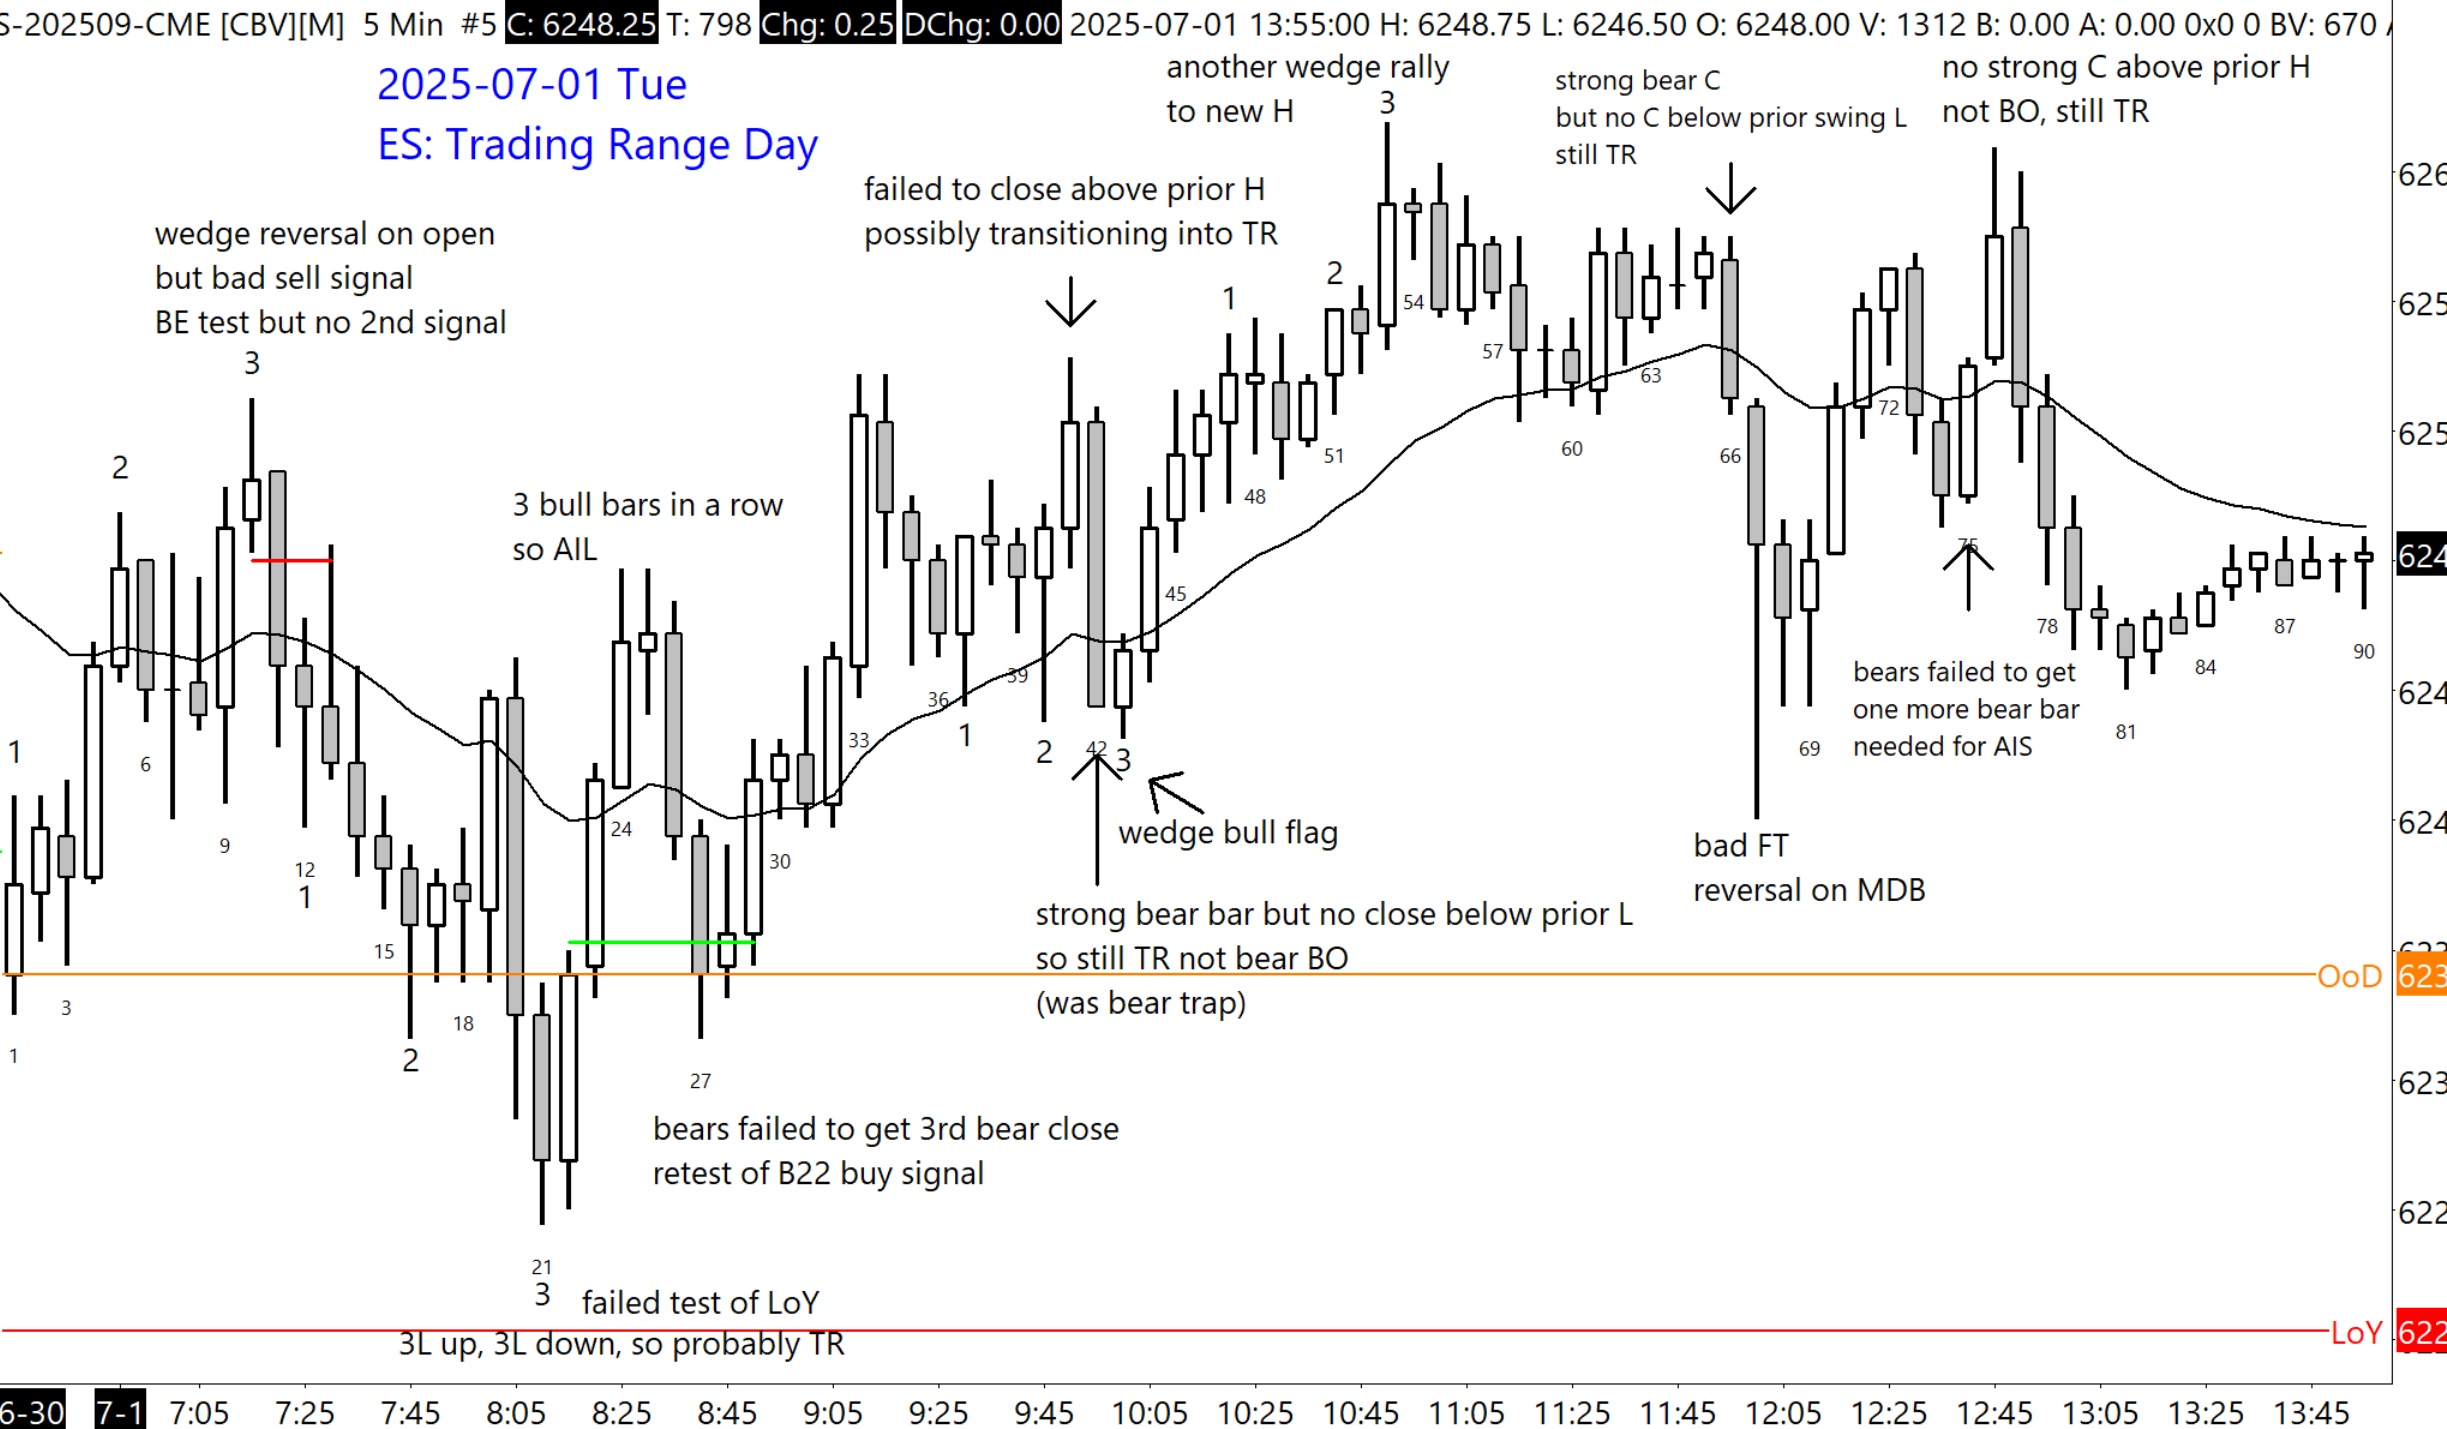 S-202509-CME [CBV][M] 5 Min #5 C: 6248.25 T: 798 Chg: 0.25 DChg: 0.00 2025-07-01 13:55:00 H: 6248.75 L: 6246.50 O: 6248.00 V: 1312 B: 0.00 A: 0.00 0x0 0 BV: 670
2025-07-01 Tue
ES: Trading Range Day
another wedge rally
to new H
3
strong bear C
but no C below prior swing L
still TR
no strong C above prior H
not BO, still TR
failed to close above prior H
possibly transitioning into TR
wedge reversal on open
but bad sell signal
BE test but no 2nd signal
3
2
1
3 bull bars in a row
so AIL
1
2
626
625
625
624
624
624
623
623
623
622
622
OoD
LoY
1
3
6
9
12
1
15
2
18
21
3
24
27
30
33
36
1
39
2
42
3
45
48
51
54
57
60
63
66
69
72
75
78
81
84
87
90
wedge bull flag
strong bear bar but no close below prior L
so still TR not bear BO
(was bear trap)
bad FT
reversal on MDB
bears failed to get
one more bear bar
needed for AIS
bears failed to get 3rd bear close
retest of B22 buy signal
failed test of LoY
3L up, 3L down, so probably TR
6-30 7-1 7:05 7:25 7:45 8:05 8:25 8:45 9:05 9:25 9:45 10:05 10:25 10:45 11:05 11:25 11:45 12:05 12:25 12:45 13:05 13:25 13:45